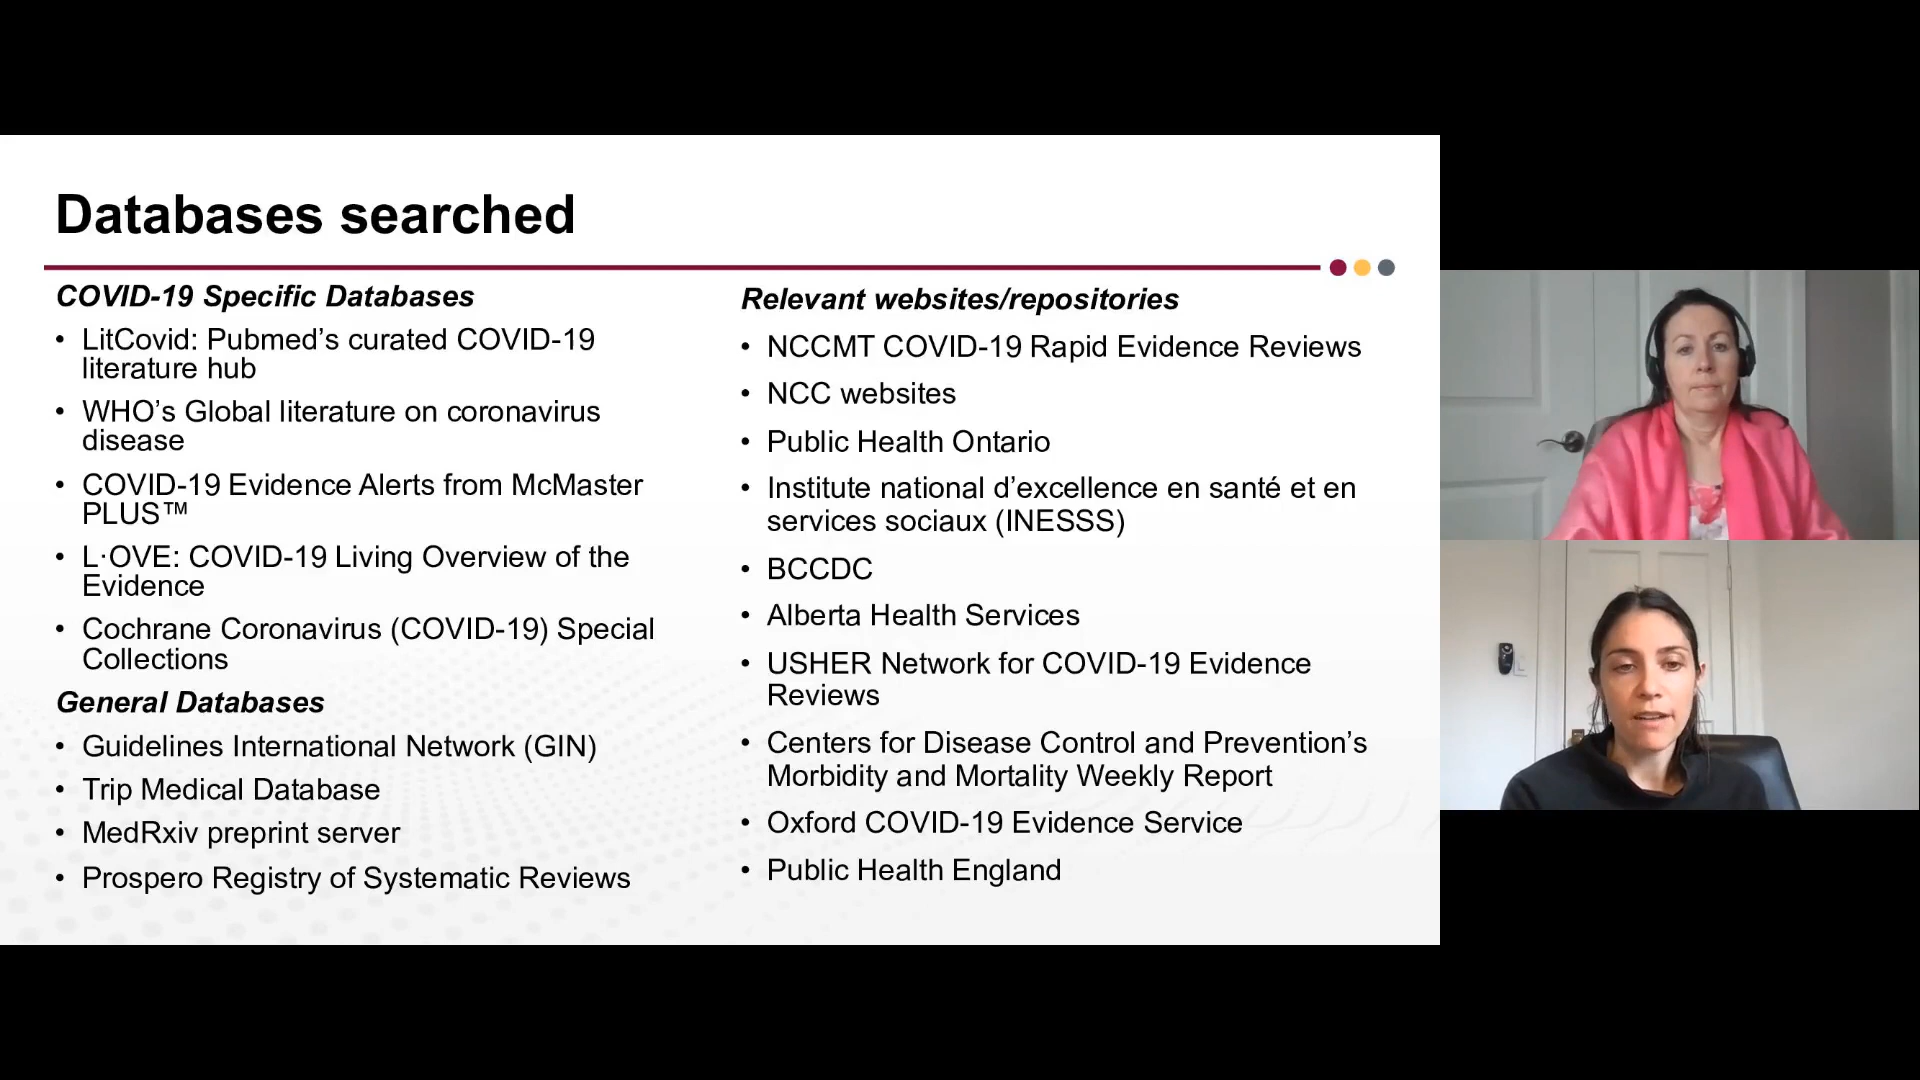 Databases searched
COVID-19 Specific Databases
• LitCovid: Pubmed’s curated COVID-19
literature hub
• WHO’s Global literature on coronavirus
disease
• COVID-19 Evidence Alerts from McMaster
PLUS™
• L·OVE: COVID-19 Living Overview of the
Evidence
• Cochrane Coronavirus (COVID-19) Special
Collections
General Databases
• Guidelines International Network (GIN)
• Trip Medical Database
• MedRxiv preprint server
• Prospero Registry of Systematic Reviews
Relevant websites/repositories
• NCCMT COVID-19 Rapid Evidence Reviews
• NCC websites
• Public Health Ontario
• Institute national d’excellence en santé et en
services sociaux (INESSS)
• BCCDC
• Alberta Health Services
• USHER Network for COVID-19 Evidence
Reviews
• Centers for Disease Control and Prevention’s
Morbidity and Mortality Weekly Report
• Oxford COVID-19 Evidence Service
• Public Health England